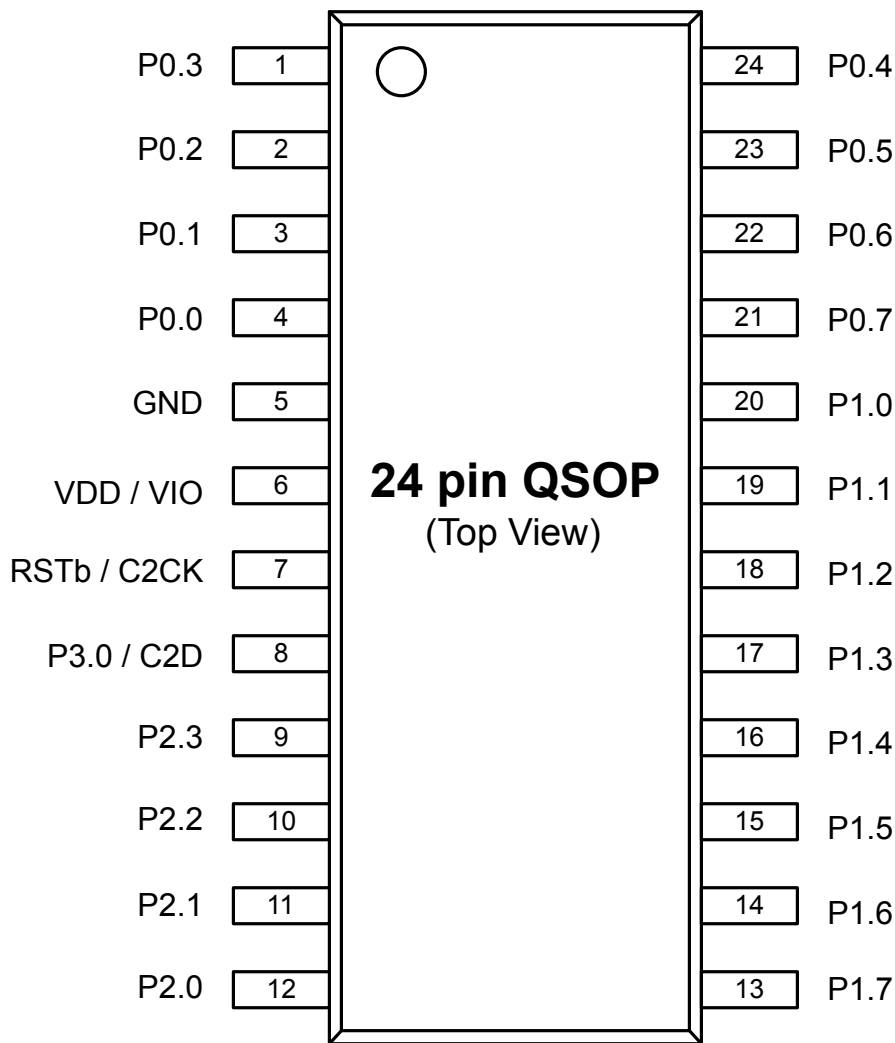 P0.3 1 24 P0.4
P0.2 2 23 P0.5
P0.1 3 22 P0.6
P0.0 4 21 P0.7
GND 5 20 P1.0
VDD / VIO 6 19 P1.1
24 pin QSOP
(Top View)
RSTb / C2CK 7 18 P1.2
P3.0 / C2D 8 17 P1.3
P2.3 9 16 P1.4
P2.2 10 15 P1.5
P2.1 11 14 P1.6
P2.0 12 13 P1.7